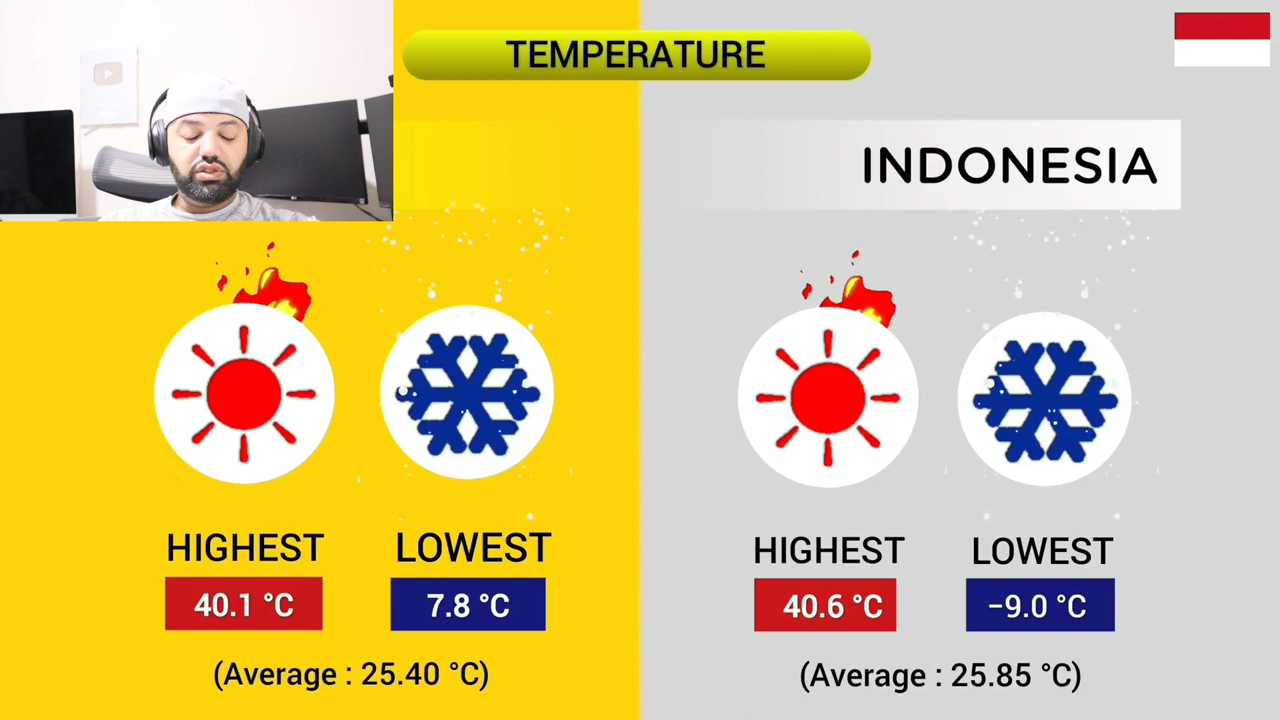 TEMPERATURE
INDONESIA
HIGHEST
LOWEST
40.1 °C
7.8 °C
(Average : 25.40 °C)
HIGHEST
LOWEST
40.6 °C
−9.0 °C
(Average : 25.85 °C)